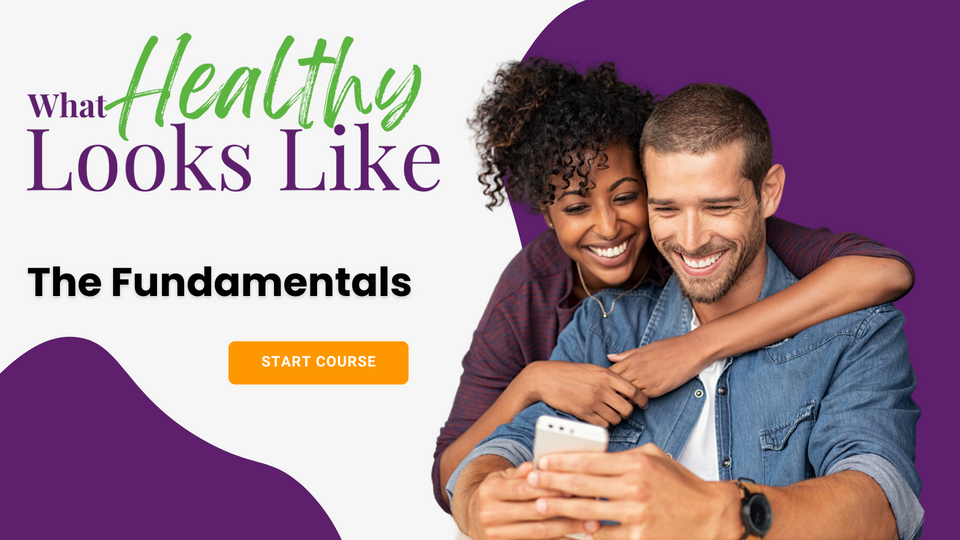 What Healthy
Looks Like
The Fundamentals
START COURSE